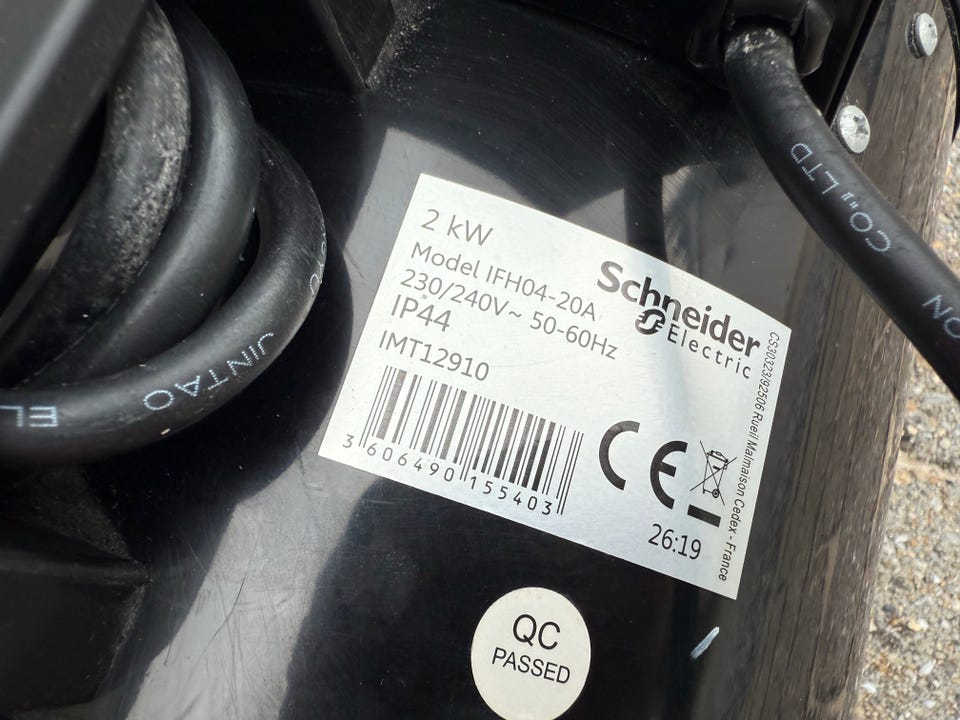 2 kW
Model IFH04-20A
230/240V~ 50-60Hz
IP44
IMT12910
3 606490 155403
Schneider
Electric
CE
26:19
CS30323/92506 Rueil Malmaison Cedex - France
QC
PASSED
JINTAO
EL
CO.,LTD